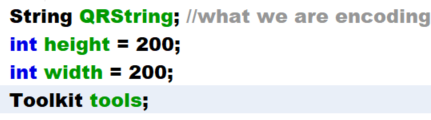 String QRString; //what we are encoding
int height = 200;
int width = 200;
Toolkit tools;